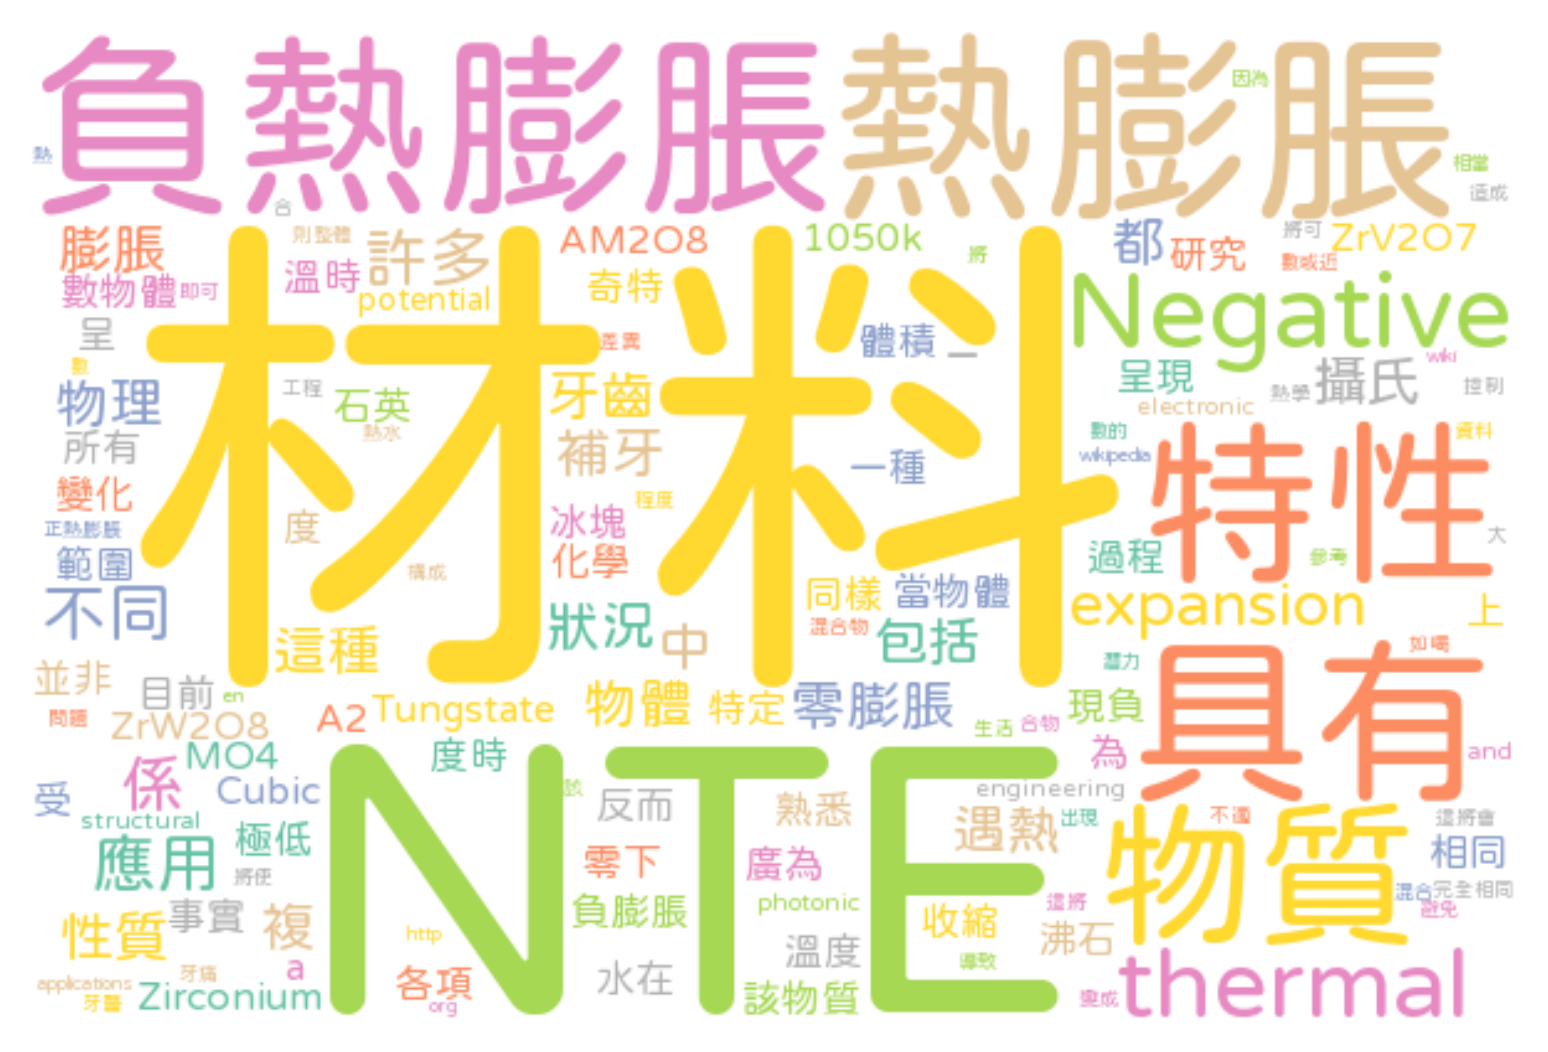 負熱膨脹 熱膨脹
因為
熱
相當
造成
合
膨脹 則整體 許多 AM2O8 1050k 都 研究 將可 ZrV2O7
數物體 即可 溫時 potential 奇特 將 數或近
材料
Negative
呈 差異 體積 wiki
數
物理 工程 石英 牙齒 呈現 熱學 攝氏 控制
electronic
所有 熱水 補牙 一種 數的 資料
wikipedia
特性
變化 程度
正熱膨脹 度 冰塊 大
範圍 構成 化學 過程 參考
不同 同樣 當物體 expansion 上
這種 狀況 中 混合物 包括 如喝
並非 目前 en 潛力
具有
問題 ZrW2O8 A2 Tungstate 物體 特定 零膨脹 現負
生活 合物
MO4 度時 為 and
NTE
係 Cubic 該 反而 熟悉 engineering
受 structural 遇熱 出現 不適 這將會
物質
應用 極低 零下 廣為 相同
將便 混合 完全相同
性質 事實 複 負膨脹 photonic 收縮 這將 避免
http 沸石
溫度
applications 牙痛 a 各項 水在 導致
thermal
牙醫 Zirconium org 該物質 變成